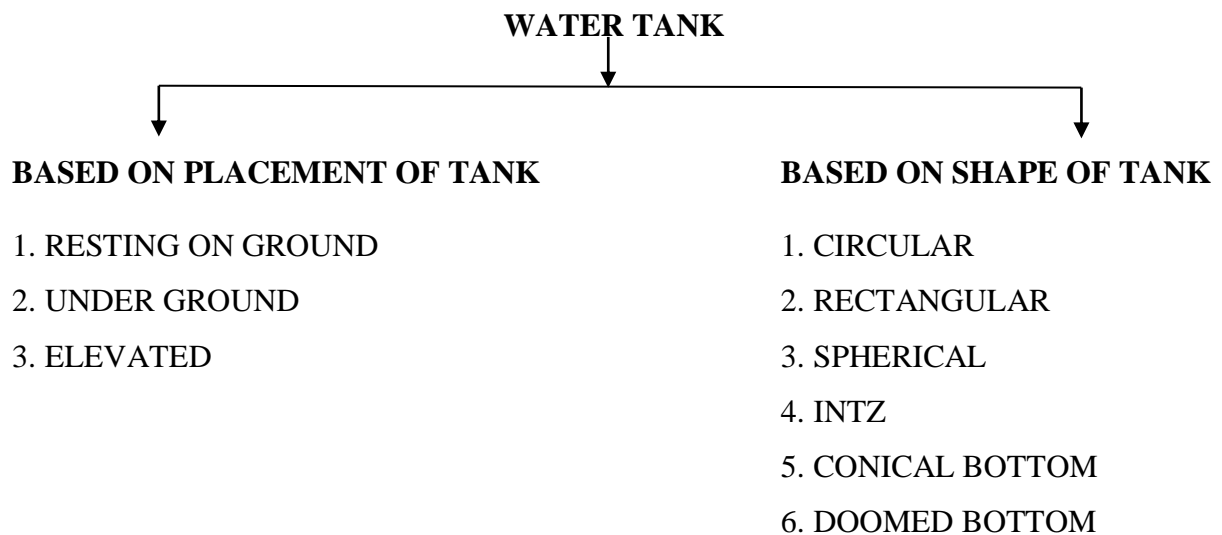 WATER TANK
BASED ON PLACEMENT OF TANK
1. RESTING ON GROUND
2. UNDER GROUND
3. ELEVATED
BASED ON SHAPE OF TANK
1. CIRCULAR
2. RECTANGULAR
3. SPHERICAL
4. INTZ
5. CONICAL BOTTOM
6. DOOMED BOTTOM